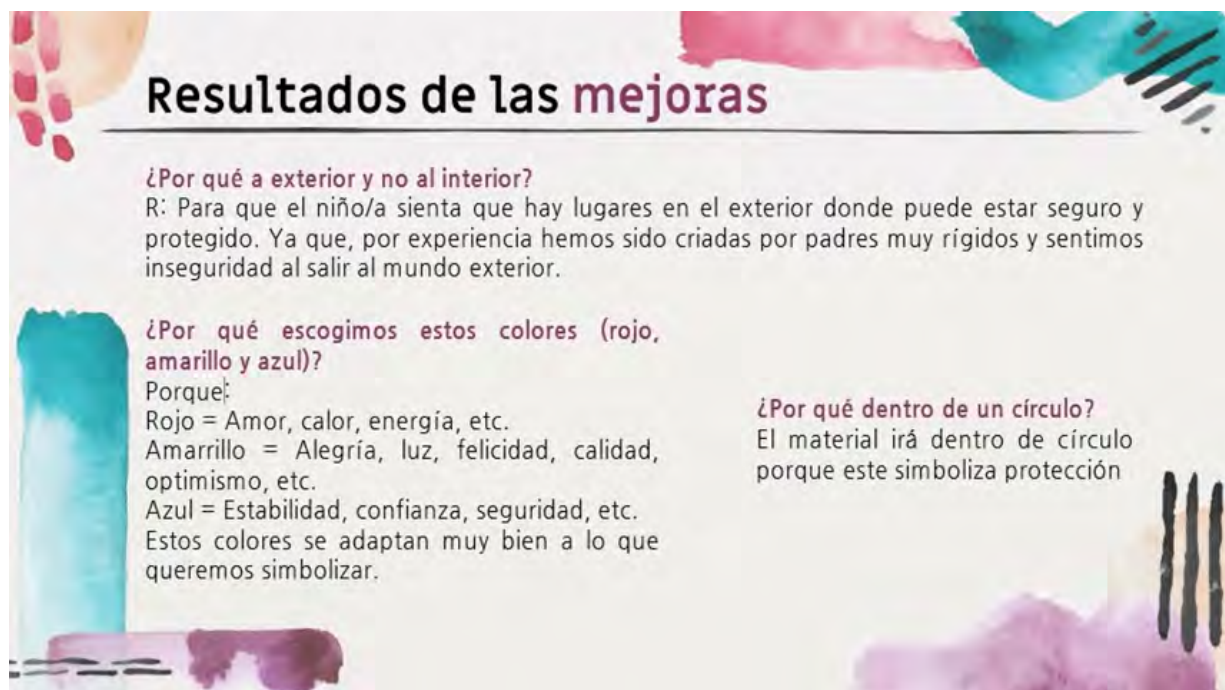 Resultados de las mejoras
¿Por qué a exterior y no al interior?
R: Para que el niño/a sienta que hay lugares en el exterior donde puede estar seguro y
protegido. Ya que, por experiencia hemos sido criadas por padres muy rígidos y sentimos
inseguridad al salir al mundo exterior.
¿Por qué escogimos estos colores (rojo,
amarillo y azul)?
Porque:
Rojo = Amor, calor, energía, etc.
Amarrillo = Alegría, luz, felicidad, calidad,
optimismo, etc.
Azul = Estabilidad, confianza, seguridad, etc.
Estos colores se adaptan muy bien a lo que
queremos simbolizar.
¿Por qué dentro de un círculo?
El material irá dentro de círculo
porque este simboliza protección